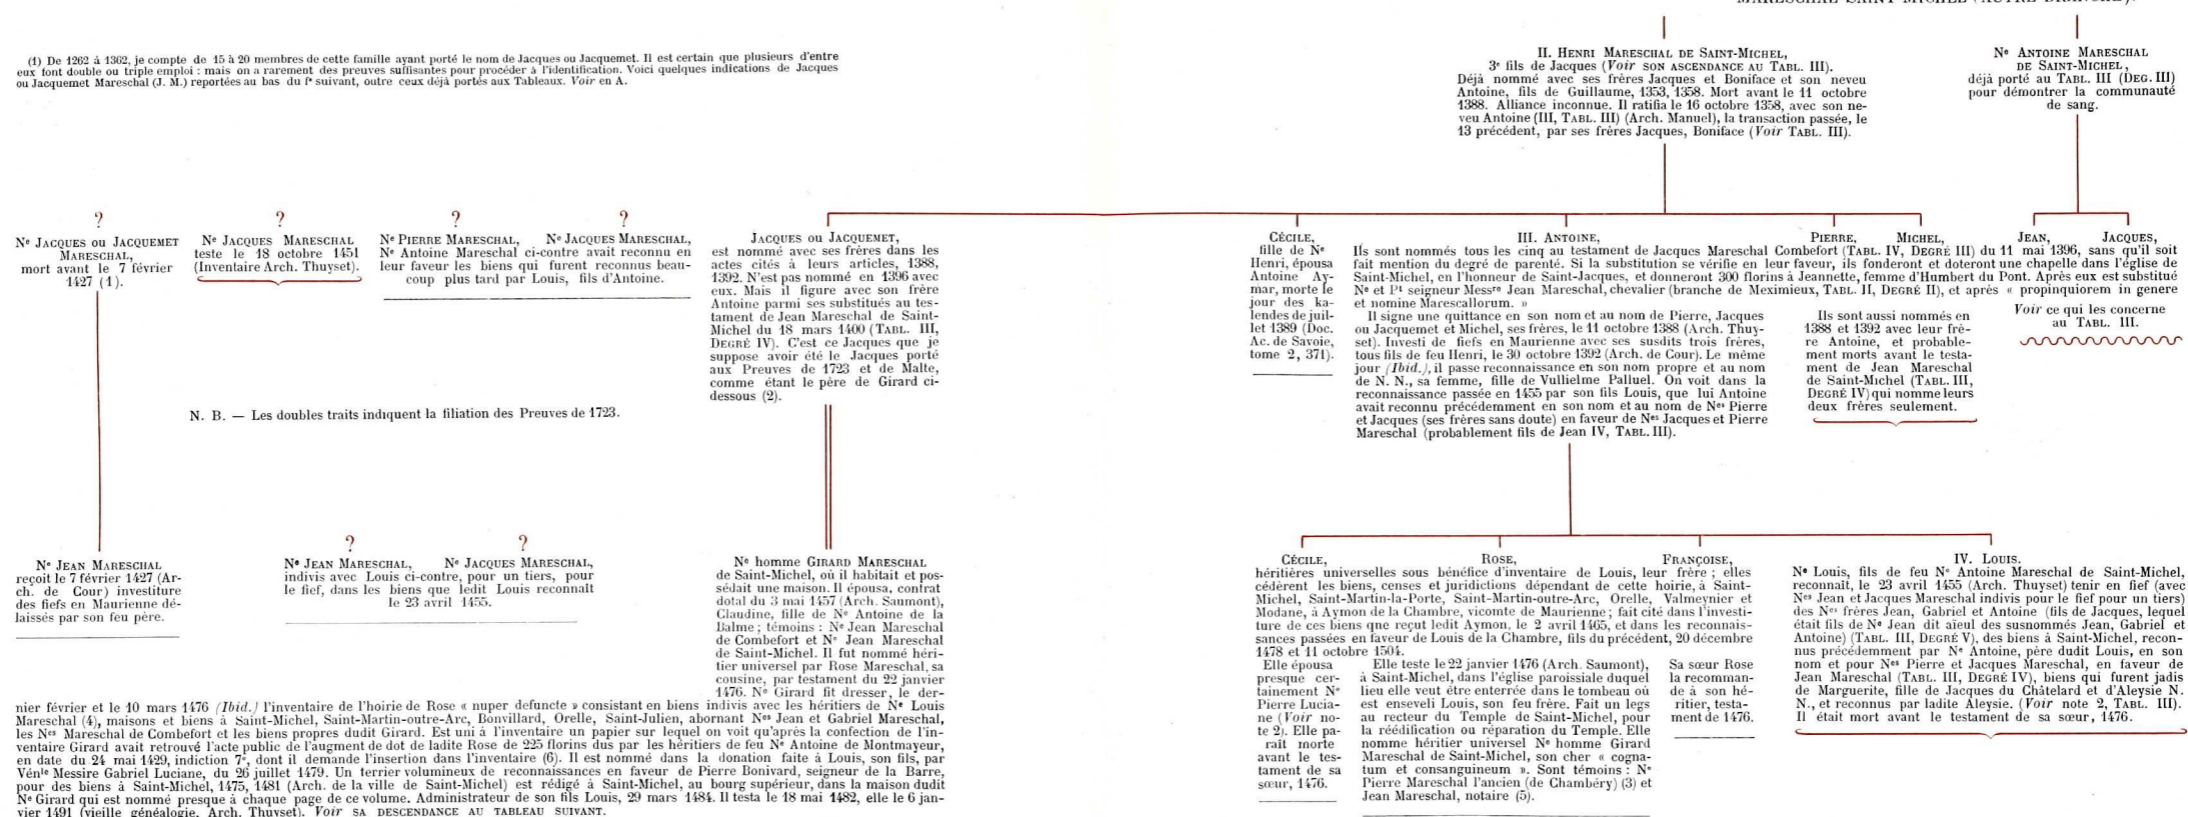 MARESCHAL SAINT-MICHEL (AUTRE BRANCHE).
(1) De 1262 à 1362, je compte de 15 à 20 membres de cette famille ayant porté le nom de Jacques ou Jacquemet. Il est certain que plusieurs d'entre
eux font double ou triple emploi : mais on a rarement des preuves suffisantes pour procéder à l'identification. Voici quelques indications de Jacques
ou Jacquemet Mareschal (J. M.) reportées au bas du fº suivant, outre ceux déjà portés aux Tableaux. Voir en A.
II. HENRI MARESCHAL DE SAINT-MICHEL,
3e fils de Jacques (Voir SON ASCENDANCE AU TABL. III).
Déjà nommé avec ses frères Jacques et Boniface et son neveu
Antoine, fils de Guillaume, 1353, 1358. Mort avant le 11 octobre
1388. Alliance inconnue. Il ratifia le 16 octobre 1358, avec son ne-
veu Antoine (III, TABL. III) (Arch. Manuel), la transaction passée, le
13 précédent, par ses frères Jacques, Boniface (Voir TABL. III).
Ne ANTOINE MARESCHAL
DE SAINT-MICHEL,
déjà porté au TABL. III (DEG. III)
pour démontrer la communauté
de sang.
?
Ne JACQUES ou JACQUEMET
MARESCHAL,
mort avant le 7 février
1427 (1).
?
Ne JACQUES MARESCHAL
teste le 18 octobre 1451
(Inventaire Arch. Thuyset).
? ?
Ne PIERRE MARESCHAL, Ne JACQUES MARESCHAL,
Ne Antoine Mareschal ci-contre avait reconnu en
leur faveur les biens qui furent reconnus beau-
coup plus tard par Louis, fils d'Antoine.
JACQUES ou JACQUEMET,
est nommé avec ses frères dans les
actes cités à leurs articles, 1388,
1392. N'est pas nommé en 1396 avec
eux. Mais il figure avec son frère
Antoine parmi ses substitués au tes-
tament de Jean Mareschal de Saint-
Michel du 18 mars 1400 (TABL. III,
DEGRÉ IV). C'est ce Jacques que je
suppose avoir été le Jacques porté
aux Preuves de 1723 et de Malte,
comme étant le père de Girard ci-
dessous (2).
CÉCILE,
fille de Ne
Henri, épousa
Antoine Ay-
mar, morte le
jour des ka-
lendes de juil-
let 1389 (Doc.
Ac. de Savoie,
tome 2, 371).
III. ANTOINE, PIERRE, MICHEL, JEAN, JACQUES,
Ils sont nommés tous les cinq au testament de Jacques Mareschal Combefort (TABL. IV, DEGRÉ III) du 11 mai 1396, sans qu'il soit
fait mention du degré de parenté. Si la substitution se vérifie en leur faveur, ils fonderont et doteront une chapelle dans l'église de
Saint-Michel, en l'honneur de Saint-Jacques, et donneront 300 florins à Jeannette, femme d'Humbert du Pont. Après eux est substitué
Ne et Pt seigneur Messre Jean Mareschal, chevalier (branche de Meximieux, TABL. II, DEGRÉ II), et après « propinquiorem in genere
et nomine Marescallorum. »
Il signe une quittance en son nom et au nom de Pierre, Jacques
ou Jacquemet et Michel, ses frères, le 11 octobre 1388 (Arch. Thuy-
set). Investi de fiefs en Maurienne avec ses susdits trois frères,
tous fils de feu Henri, le 30 octobre 1392 (Arch. de Cour). Le même
jour (Ibid.), il passe reconnaissance en son nom propre et au nom
de N. N., sa femme, fille de Vullielme Palluel. On voit dans la
reconnaissance passée en 1455 par son fils Louis, que lui Antoine
avait reconnu précédemment en son nom et au nom de Nes Pierre
et Jacques (ses frères sans doute) en faveur de Nes Jacques et Pierre
Mareschal (probablement fils de Jean IV, TABL. III).
Ils sont aussi nommés en
1388 et 1392 avec leur frè-
re Antoine, et probable-
ment morts avant le testa-
ment de Jean Mareschal
de Saint-Michel (TABL. III,
DEGRÉ IV) qui nomme leurs
deux frères seulement.
Voir ce qui les concerne
au TABL. III.
N. B. — Les doubles traits indiquent la filiation des Preuves de 1723.
Ne JEAN MARESCHAL
reçoit le 7 février 1427 (Ar-
ch. de Cour) investiture
des fiefs en Maurienne dé-
laissés par son feu père.
? ?
Ne JEAN MARESCHAL, Ne JACQUES MARESCHAL,
indivis avec Louis ci-contre, pour un tiers, pour
le fief, dans les biens que ledit Louis reconnaît
le 23 avril 1455.
Ne homme GIRARD MARESCHAL
de Saint-Michel, où il habitait et pos-
sédait une maison. Il épousa, contrat
dotal du 3 mai 1457 (Arch. Saumont),
Claudine, fille de Ne Antoine de la
Balme ; témoins : Ne Jean Mareschal
de Combefort et Ne Jean Mareschal
de Saint-Michel. Il fut nommé héri-
tier universel par Rose Mareschal, sa
cousine, par testament du 22 janvier
1476. Ne Girard fit dresser, le der-
nier février et le 10 mars 1476 (Ibid.) l'inventaire de l'hoirie de Rose « nuper defuncte » consistant en biens indivis avec les héritiers de Ne Louis
Mareschal (4), maisons et biens à Saint-Michel, Saint-Martin-outre-Arc, Bonvillard, Orelle, Saint-Julien, abornant Nes Jean et Gabriel Mareschal,
les Nes Mareschal de Combefort et les biens propres dudit Girard. Est uni à l'inventaire un papier sur lequel on voit qu'après la confection de l'in-
ventaire Girard avait retrouvé l'acte public de l'augment de dot de ladite Rose de 225 florins dus par les héritiers de feu Ne Antoine de Montmayeur,
en date du 24 mai 1429, indiction 7e, dont il demande l'insertion dans l'inventaire (6). Il est nommé dans la donation faite à Louis, son fils, par
Vénle Messire Gabriel Luciane, du 26 juillet 1479. Un terrier volumineux de reconnaissances en faveur de Pierre Bonivard, seigneur de la Barre,
pour des biens à Saint-Michel, 1475, 1481 (Arch. de la ville de Saint-Michel) est rédigé à Saint-Michel, au bourg supérieur, dans la maison dudit
Ne Girard qui est nommé presque à chaque page de ce volume. Administrateur de son fils Louis, 29 mars 1484. Il testa le 18 mai 1482, elle le 6 jan-
vier 1491 (vieille généalogie, Arch. Thuyset). Voir SA DESCENDANCE AU TABLEAU SUIVANT.
CÉCILE, ROSE, FRANÇOISE,
héritières universelles sous bénéfice d'inventaire de Louis, leur frère ; elles
cédèrent les biens, censes et juridictions dépendant de cette hoirie, à Saint-
Michel, Saint-Martin-la-Porte, Saint-Martin-outre-Arc, Orelle, Valmeynier et
Modane, à Aymon de la Chambre, vicomte de Maurienne ; fait cité dans l'investi-
ture de ces biens que reçut ledit Aymon, le 2 avril 1465, et dans les reconnais-
sances passées en faveur de Louis de la Chambre, fils du précédent, 20 décembre
1478 et 11 octobre 1504.
Elle épousa
presque cer-
tainement Ne
Pierre Lucia-
ne (Voir no-
te 2). Elle pa-
raît morte
avant le tes-
tament de sa
sœur, 1476.
Elle teste le 22 janvier 1476 (Arch. Saumont),
à Saint-Michel, dans l'église paroissiale duquel
lieu elle veut être enterrée dans le tombeau où
est enseveli Louis, son feu frère. Fait un legs
au recteur du Temple de Saint-Michel, pour
la réédification ou réparation du Temple. Elle
nomme héritier universel Ne homme Girard
Mareschal de Saint-Michel, son cher « cogna-
tum et consanguineum ». Sont témoins : Ne
Pierre Mareschal l'ancien (de Chambéry) (3) et
Jean Mareschal, notaire (5).
Sa sœur Rose
la recomman-
de à son hé-
ritier, testa-
ment de 1476.
IV. LOUIS.
Ne Louis, fils de feu Ne Antoine Mareschal de Saint-Michel,
reconnaît, le 23 avril 1455 (Arch. Thuyset) tenir en fief (avec
Nes Jean et Jacques Mareschal indivis pour le fief pour un tiers)
des Nes frères Jean, Gabriel et Antoine (fils de Jacques, lequel
était fils de Ne Jean dit aïeul des susnommés Jean, Gabriel et
Antoine) (TABL. III, DEGRÉ V), des biens à Saint-Michel, recon-
nus précédemment par Ne Antoine, père dudit Louis, en son
nom et pour Nes Pierre et Jacques Mareschal, en faveur de
Jean Mareschal (TABL. III, DEGRÉ IV), biens qui furent jadis
de Marguerite, fille de Jacques du Châtelard et d'Aleysie N.
N., et reconnus par ladite Aleysie. (Voir note 2, TABL. III).
Il était mort avant le testament de sa sœur, 1476.